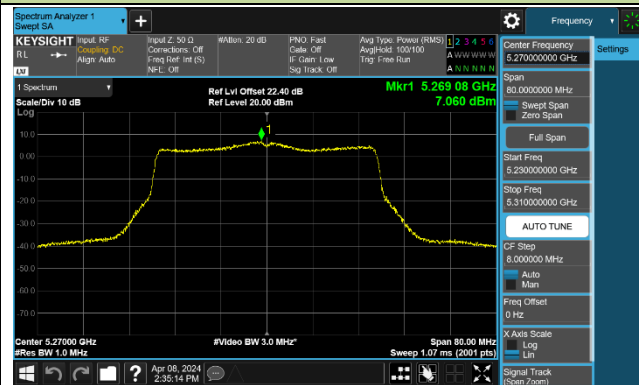 Spectrum Analyzer 1
Swept SA
Frequency
KEYSIGHT
RL
LXI
Input: RF
Coupling: DC
Align: Auto
Input Z: 50 Ω
Corrections: Off
Freq Ref: Int (S)
NFE: Off
#Atten: 20 dB
PNO: Fast
Gate: Off
IF Gain: Low
Sig Track: Off
Avg Type: Power (RMS)
Avg|Hold: 100/100
Trig: Free Run
1 2 3 4 5 6
A W W W W W
A N N N N N
1 Spectrum
Scale/Div 10 dB
Log
Ref Lvl Offset 22.40 dB
Ref Level 20.00 dBm
Mkr1 5.269 08 GHz
7.060 dBm
1
10.0
0.00
-10.0
-20.0
-30.0
-40.0
-50.0
-60.0
-70.0
Center 5.27000 GHz
#Res BW 1.0 MHz
#Video BW 3.0 MHz*
Span 80.00 MHz
Sweep 1.07 ms (2001 pts)
Apr 08, 2024
2:35:14 PM
Center Frequency
5.270000000 GHz
Settings
Span
80.0000000 MHz
Swept Span
Zero Span
Full Span
Start Freq
5.230000000 GHz
Stop Freq
5.310000000 GHz
AUTO TUNE
CF Step
8.000000 MHz
Auto
Man
Freq Offset
0 Hz
X Axis Scale
Log
Lin
Signal Track
(Span Zoom)